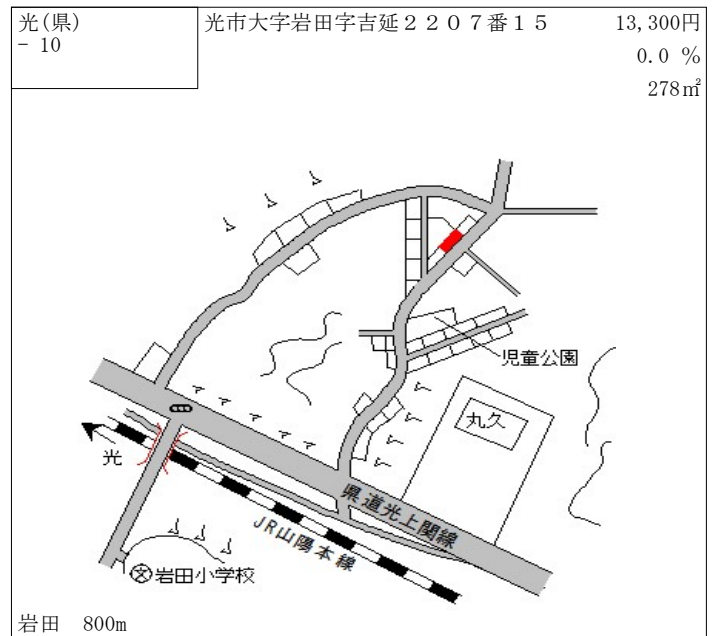 光(県)
- 10
光市大字岩田字吉延２２０７番１５
13,300円
0.0 %
278㎡
児童公園
丸久
光
県道光上関線
JR山陽本線
文
岩田小学校
岩田 800m